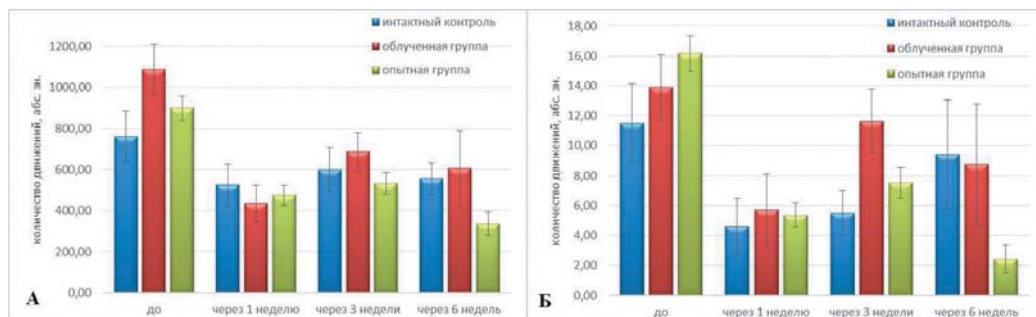 количество движений, абс. зн.
1200,00
1000,00
800,00
600,00
400,00
200,00
0,00
интактный контроль
облученная группа
опытная группа
А
до
через 1 неделю
через 3 недели
через 6 недель
количество движений, абс. зн.
18,00
16,00
14,00
12,00
10,00
8,00
6,00
4,00
2,00
0,00
интактный контроль
облученная группа
опытная группа
Б
до
через 1 неделю
через 3 недели
через 6 недель